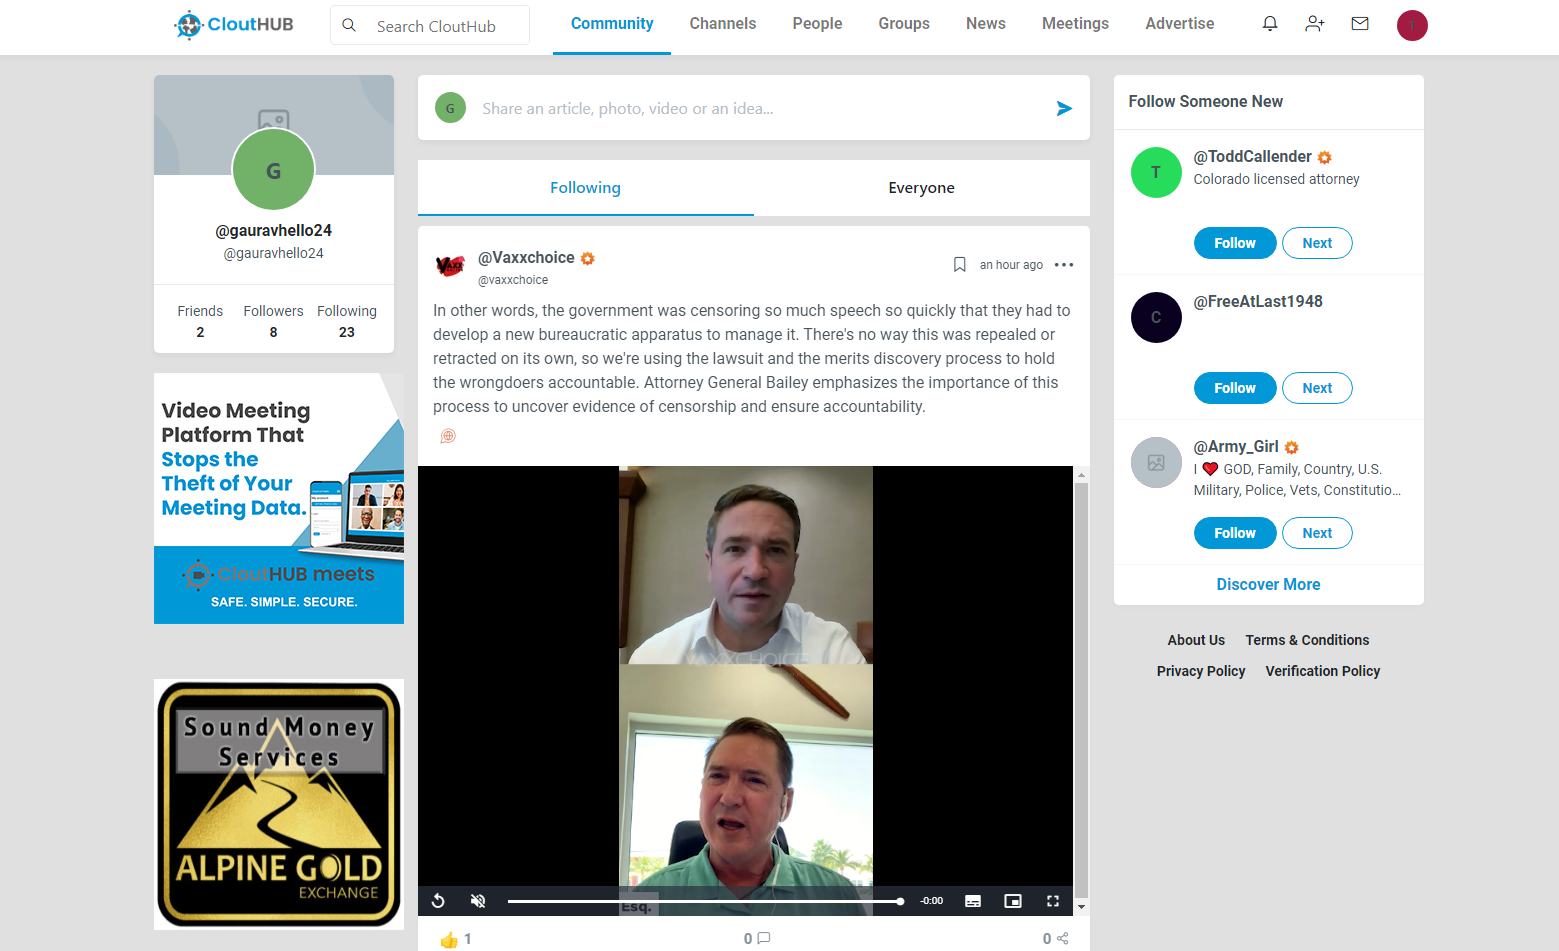 CloutHUB
Search CloutHub
Community
Channels
People
Groups
News
Meetings
Advertise
G
@gauravhello24
@gauravhello24
Friends
Followers
Following
2
8
23
Video Meeting
Platform That
Stops the
Theft of Your
Meeting Data.
CloutHUB meets
SAFE. SIMPLE. SECURE.
Sound Money
Services
ALPINE GOLD
EXCHANGE
G
Share an article, photo, video or an idea...
Following
Everyone
VAXX
@Vaxxchoice
@vaxxchoice
an hour ago
In other words, the government was censoring so much speech so quickly that they had to
develop a new bureaucratic apparatus to manage it. There's no way this was repealed or
retracted on its own, so we're using the lawsuit and the merits discovery process to hold
the wrongdoers accountable. Attorney General Bailey emphasizes the importance of this
process to uncover evidence of censorship and ensure accountability.
VAXXCHOICE
Esq.
-0:00
1
0
0
Follow Someone New
T
@ToddCallender
Colorado licensed attorney
Follow
Next
C
@FreeAtLast1948
Follow
Next
@Army_Girl
I ❤ GOD, Family, Country, U.S.
Military, Police, Vets, Constitutio...
Follow
Next
Discover More
About Us
Terms & Conditions
Privacy Policy
Verification Policy